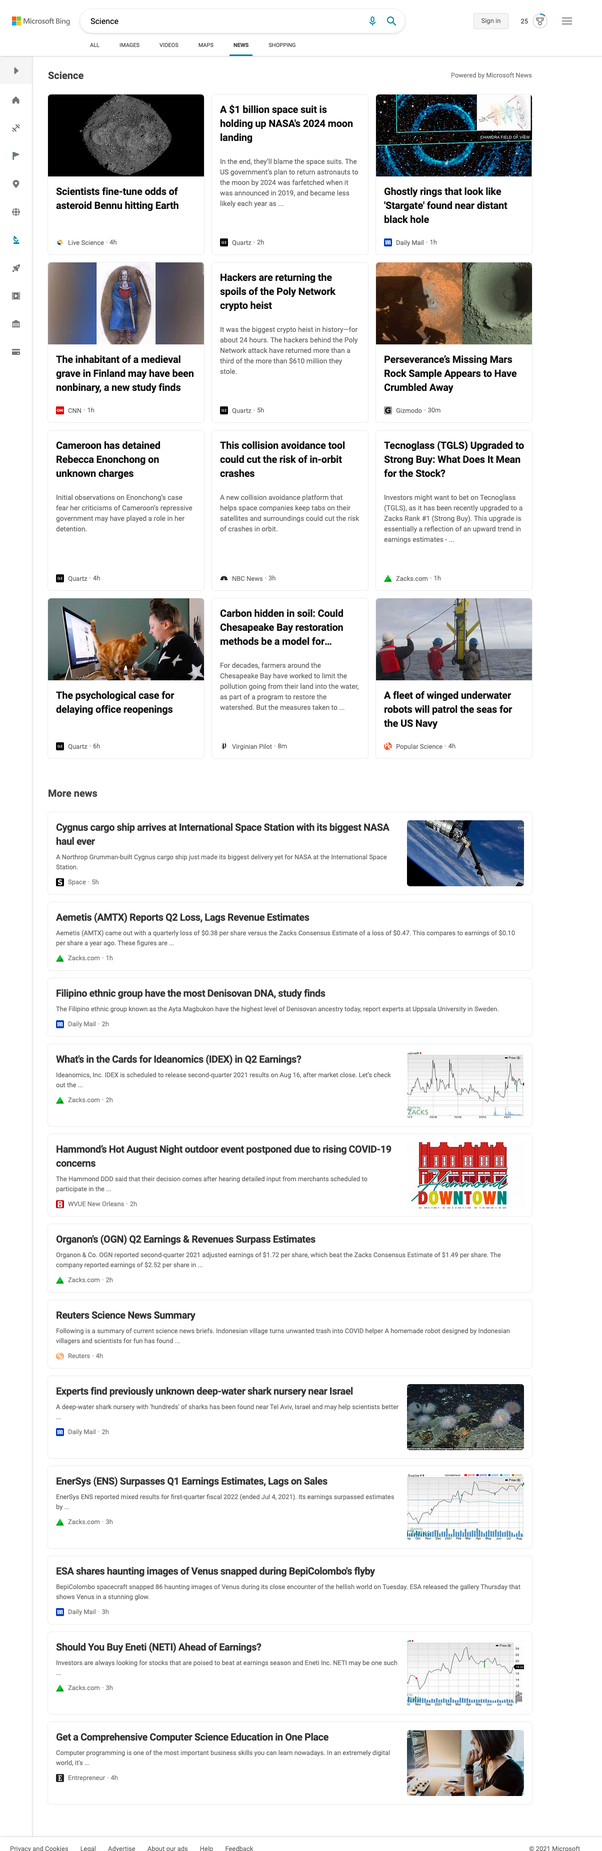 Microsoft Bing
Science
Sign in
25
ALL IMAGES VIDEOS MAPS NEWS SHOPPING
Science
Powered by Microsoft News
Scientists fine-tune odds of
asteroid Bennu hitting Earth
Live Science · 4h
A $1 billion space suit is
holding up NASA's 2024 moon
landing
In the end, they'll blame the space suits. The
US government's plan to return astronauts to
the moon by 2024 was farfetched when it
was announced in 2019, and became less
likely each year as ...
Quartz · 2h
CHANDRA FIELD OF VIEW
Ghostly rings that look like
'Stargate' found near distant
black hole
Daily Mail · 1h
The inhabitant of a medieval
grave in Finland may have been
nonbinary, a new study finds
CNN · 1h
Hackers are returning the
spoils of the Poly Network
crypto heist
It was the biggest crypto heist in history—for
about 24 hours. The hackers behind the Poly
Network attack have returned more than a
third of the more than $610 million they
stole.
Quartz · 5h
Perseverance's Missing Mars
Rock Sample Appears to Have
Crumbled Away
Gizmodo · 30m
Cameroon has detained
Rebecca Enonchong on
unknown charges
Initial observations on Enonchong's case
fear her criticisms of Cameroon's repressive
government may have played a role in her
detention.
Quartz · 4h
This collision avoidance tool
could cut the risk of in-orbit
crashes
A new collision avoidance platform that
helps space companies keep tabs on their
satellites and surroundings could cut the risk
of crashes in orbit.
NBC News · 3h
Tecnoglass (TGLS) Upgraded to
Strong Buy: What Does It Mean
for the Stock?
Investors might want to bet on Tecnoglass
(TGLS), as it has been recently upgraded to a
Zacks Rank #1 (Strong Buy). This upgrade is
essentially a reflection of an upward trend in
earnings estimates - ...
Zacks.com · 1h
The psychological case for
delaying office reopenings
Quartz · 6h
Carbon hidden in soil: Could
Chesapeake Bay restoration
methods be a model for...
For decades, farmers around the
Chesapeake Bay have worked to limit the
pollution going from their land into the water,
as part of a program to restore the
watershed. But the measures taken to ...
Virginian Pilot · 8m
A fleet of winged underwater
robots will patrol the seas for
the US Navy
Popular Science · 4h
More news
Cygnus cargo ship arrives at International Space Station with its biggest NASA
haul ever
A Northrop Grumman-built Cygnus cargo ship just made its biggest delivery yet for NASA at the International Space
Station.
Space · 5h
Aemetis (AMTX) Reports Q2 Loss, Lags Revenue Estimates
Aemetis (AMTX) came out with a quarterly loss of $0.38 per share versus the Zacks Consensus Estimate of a loss of $0.47. This compares to earnings of $0.10
per share a year ago. These figures are ...
Zacks.com · 1h
Filipino ethnic group have the most Denisovan DNA, study finds
The Filipino ethnic group known as the Ayta Magbukon have the highest level of Denisovan ancestry today, report experts at Uppsala University in Sweden.
Daily Mail · 2h
What's in the Cards for Ideanomics (IDEX) in Q2 Earnings?
Ideanomics, Inc. IDEX is scheduled to release second-quarter 2021 results on Aug 16, after market close. Let's check
out the ...
Zacks.com · 2h
ZACKS
Hammond's Hot August Night outdoor event postponed due to rising COVID-19
concerns
The Hammond DDD said that their decision comes after hearing detailed input from merchants scheduled to
participate in the ...
WVUE New Orleans · 2h
Hammond
DOWNTOWN
Organon's (OGN) Q2 Earnings & Revenues Surpass Estimates
Organon & Co. OGN reported second-quarter 2021 adjusted earnings of $1.72 per share, which beat the Zacks Consensus Estimate of $1.49 per share. The
company reported earnings of $2.52 per share in ...
Zacks.com · 2h
Reuters Science News Summary
Following is a summary of current science news briefs. Indonesian village turns unwanted trash into COVID helper A homemade robot designed by Indonesian
villagers and scientists for fun has found ...
Reuters · 4h
Experts find previously unknown deep-water shark nursery near Israel
A deep-water shark nursery with 'hundreds' of sharks has been found near Tel Aviv, Israel and may help scientists better
...
Daily Mail · 2h
EnerSys (ENS) Surpasses Q1 Earnings Estimates, Lags on Sales
EnerSys ENS reported mixed results for first-quarter fiscal 2022 (ended Jul 4, 2021). Its earnings surpassed estimates
by ...
Zacks.com · 3h
ESA shares haunting images of Venus snapped during BepiColombo's flyby
BepiColombo spacecraft snapped 86 haunting images of Venus during its close encounter of the hellish world on Tuesday. ESA released the gallery Thursday that
shows Venus in a stunning glow.
Daily Mail · 3h
Should You Buy Eneti (NETI) Ahead of Earnings?
Investors are always looking for stocks that are poised to beat at earnings season and Eneti Inc. NETI may be one such
...
Zacks.com · 3h
Get a Comprehensive Computer Science Education in One Place
Computer programming is one of the most important business skills you can learn nowadays. In an extremely digital
world, it's ...
Entrepreneur · 4h
Privacy and Cookies Legal Advertise About our ads Help Feedback
© 2021 Microsoft